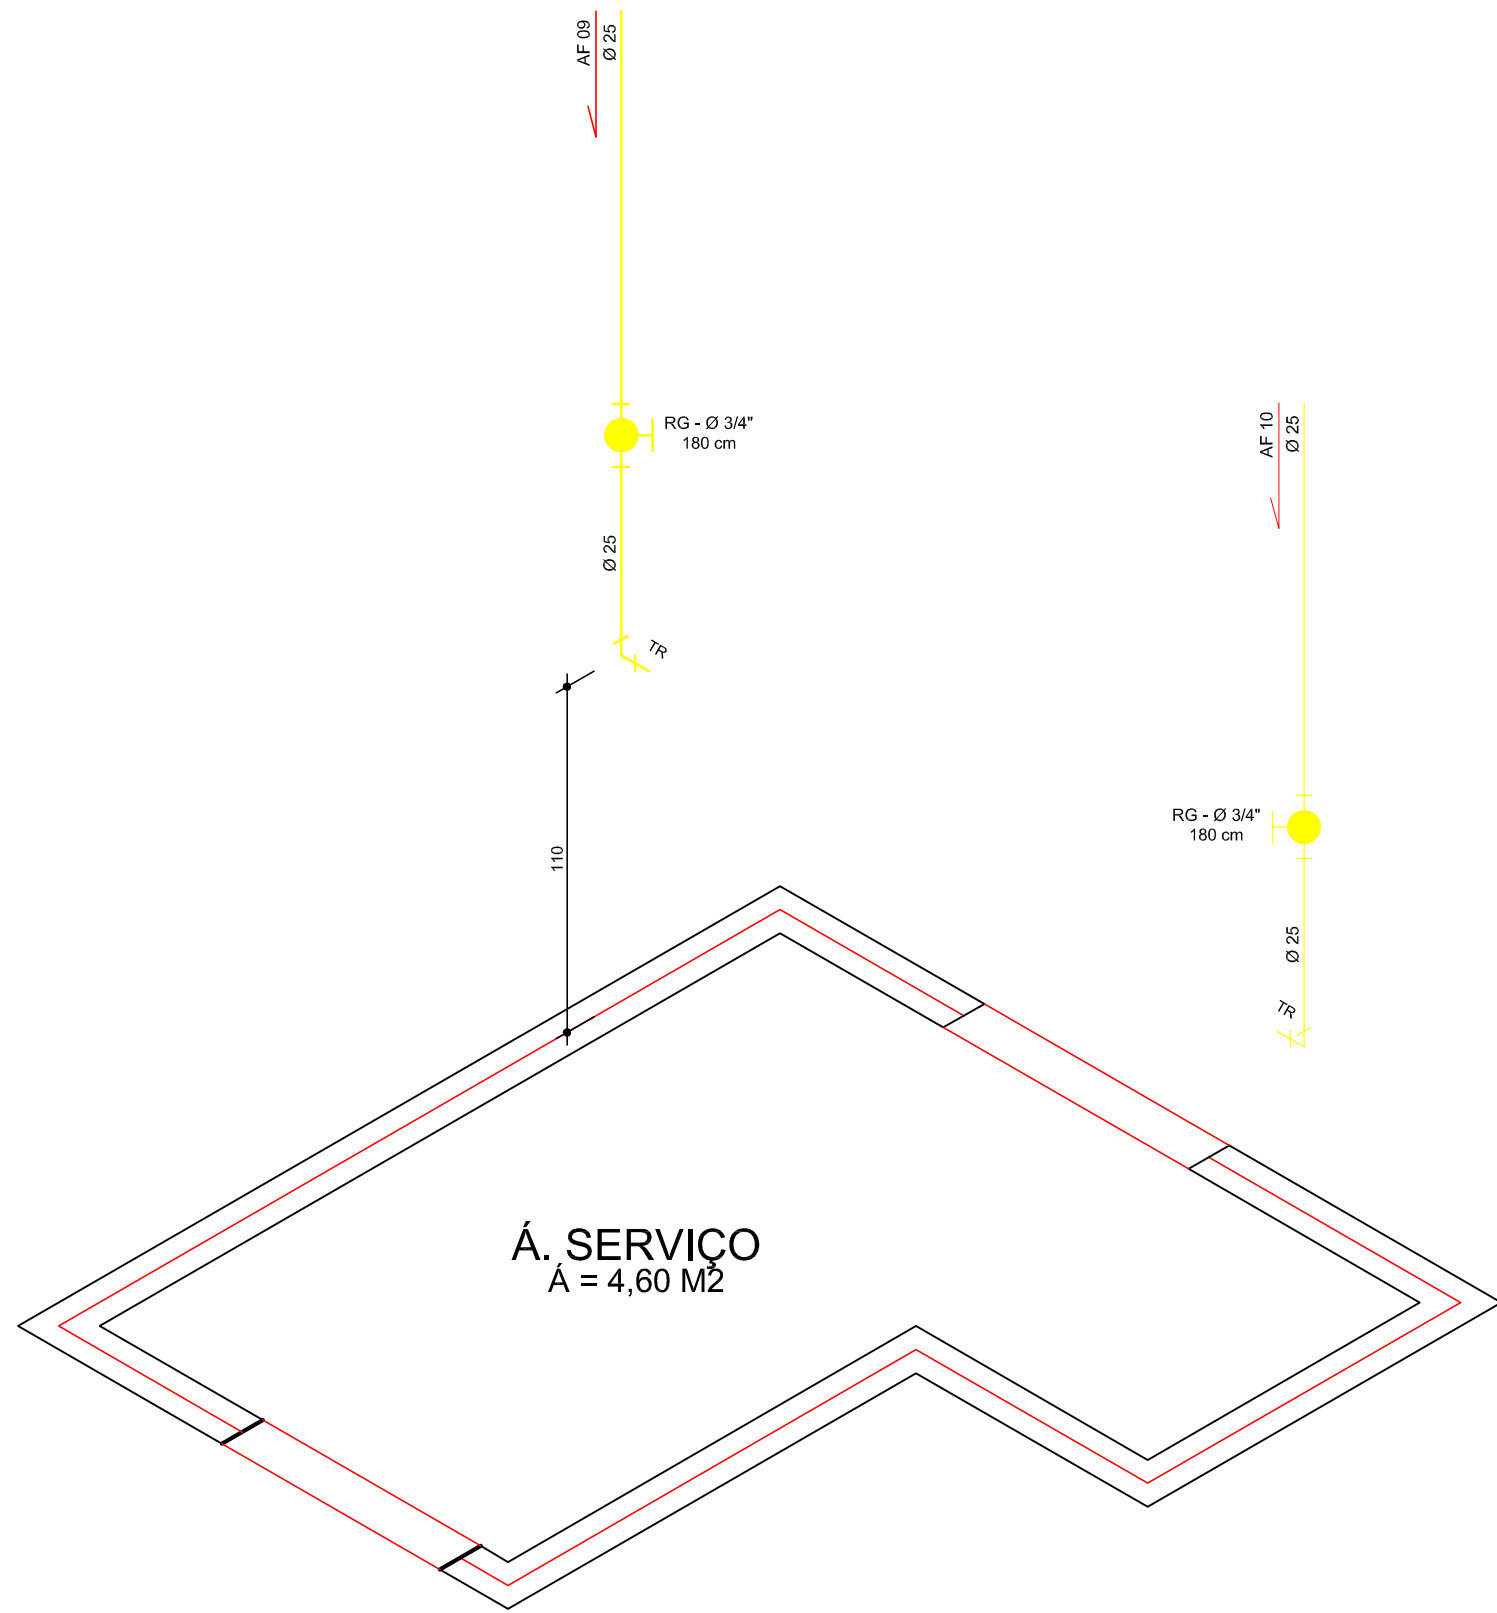 AF 09
Ø 25
RG - Ø 3/4"
180 cm
Ø 25
TR
110
AF 10
Ø 25
RG - Ø 3/4"
180 cm
Ø 25
TR
Á. SERVIÇO
Á = 4,60 M2